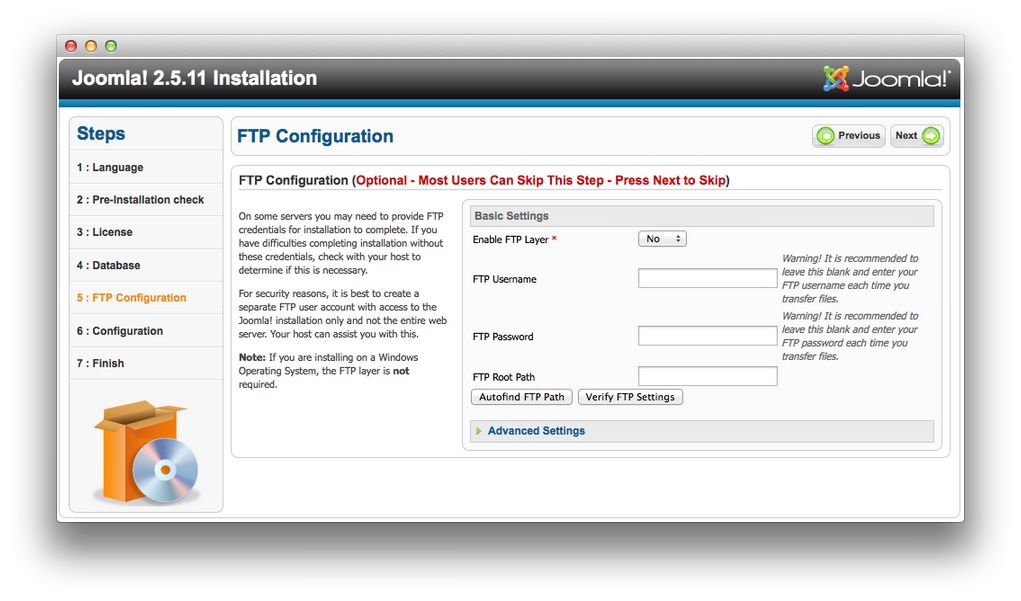 Joomla! 2.5.11 Installation
Joomla!
Steps
1 : Language
2 : Pre-Installation check
3 : License
4 : Database
5 : FTP Configuration
6 : Configuration
7 : Finish
FTP Configuration
Previous
Next
FTP Configuration (Optional - Most Users Can Skip This Step - Press Next to Skip)
On some servers you may need to provide FTP
credentials for installation to complete. If you
have difficulties completing installation without
these credentials, check with your host to
determine if this is necessary.
For security reasons, it is best to create a
separate FTP user account with access to the
Joomla! installation only and not the entire web
server. Your host can assist you with this.
Note: If you are installing on a Windows
Operating System, the FTP layer is not
required.
Basic Settings
Enable FTP Layer *
No
FTP Username
Warning! It is recommended to
leave this blank and enter your
FTP username each time you
transfer files.
FTP Password
Warning! It is recommended to
leave this blank and enter your
FTP password each time you
transfer files.
FTP Root Path
Autofind FTP Path
Verify FTP Settings
Advanced Settings